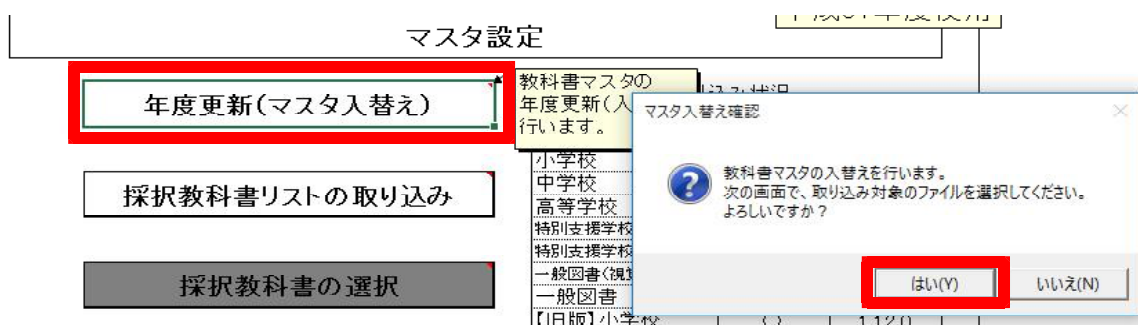 マスタ設定
年度更新(マスタ入替え)
教科書マスタの
年度更新(入
行います。
マスタ入替え確認
教科書マスタの入替えを行います。
次の画面で、取り込み対象のファイルを選択してください。
よろしいですか？
はい(Y)
いいえ(N)
採択教科書リストの取り込み
採択教科書の選択
小学校
中学校
高等学校
特別支援学校
特別支援学校
一般図書(視
一般図書
【旧版】小学校